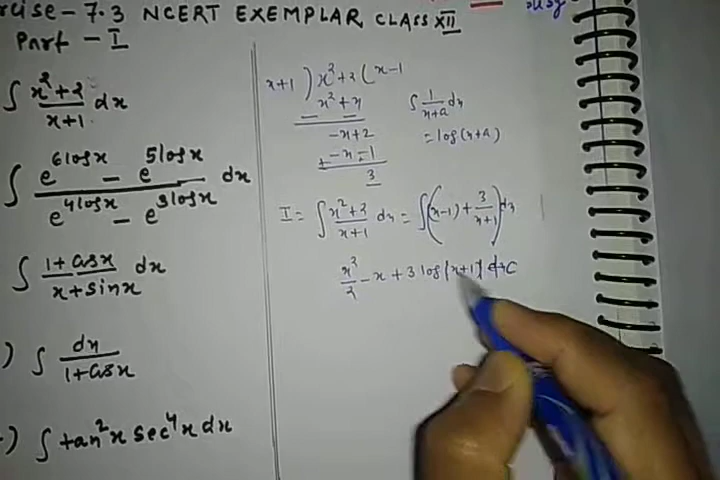 rcise - 7.3 NCERT EXEMPLAR CLASS XII
Part - I
∫ x²+2/x+1 dx
∫ e^6logx - e^5logx / e^4logx - e^3logx dx
∫ 1+cosx/x+sinx dx
) ∫ dx/1+cosx
) ∫ tan²x sec⁴x dx
x+1 ) x²+2 ( x-1
x²+x
- -
-x+2
+ -x-1
3
∫ 1/x+a dx
= log(x+a)
I = ∫ x²+2/x+1 dx = ∫ ((x-1) + 3/x+1) dx
x²/2 - x + 3 log|x+1| + C